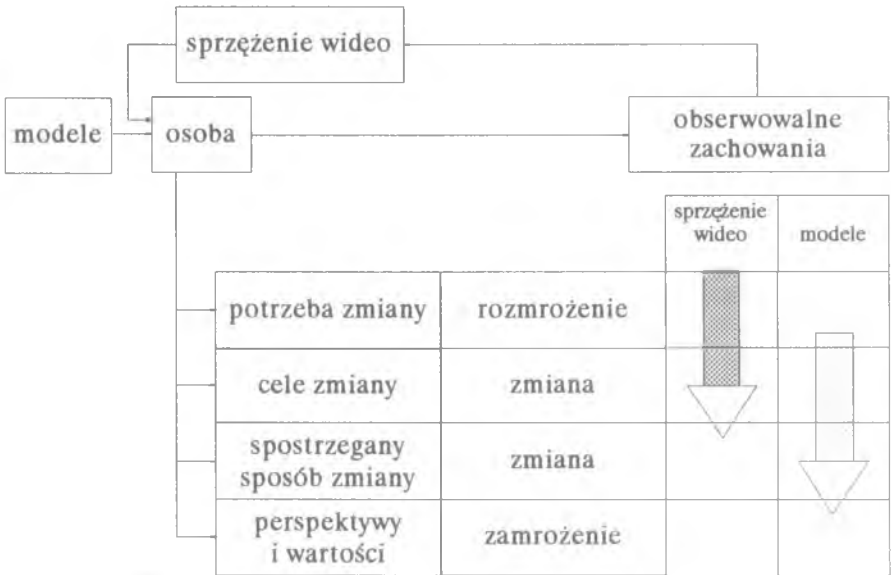 sprzężenie wideo
modele
osoba
obserwowalne
zachowania
sprzężenie
wideo
modele
potrzeba zmiany
rozmrożenie
cele zmiany
zmiana
spostrzegany
sposób zmiany
zmiana
perspektywy
i wartości
zamrożenie